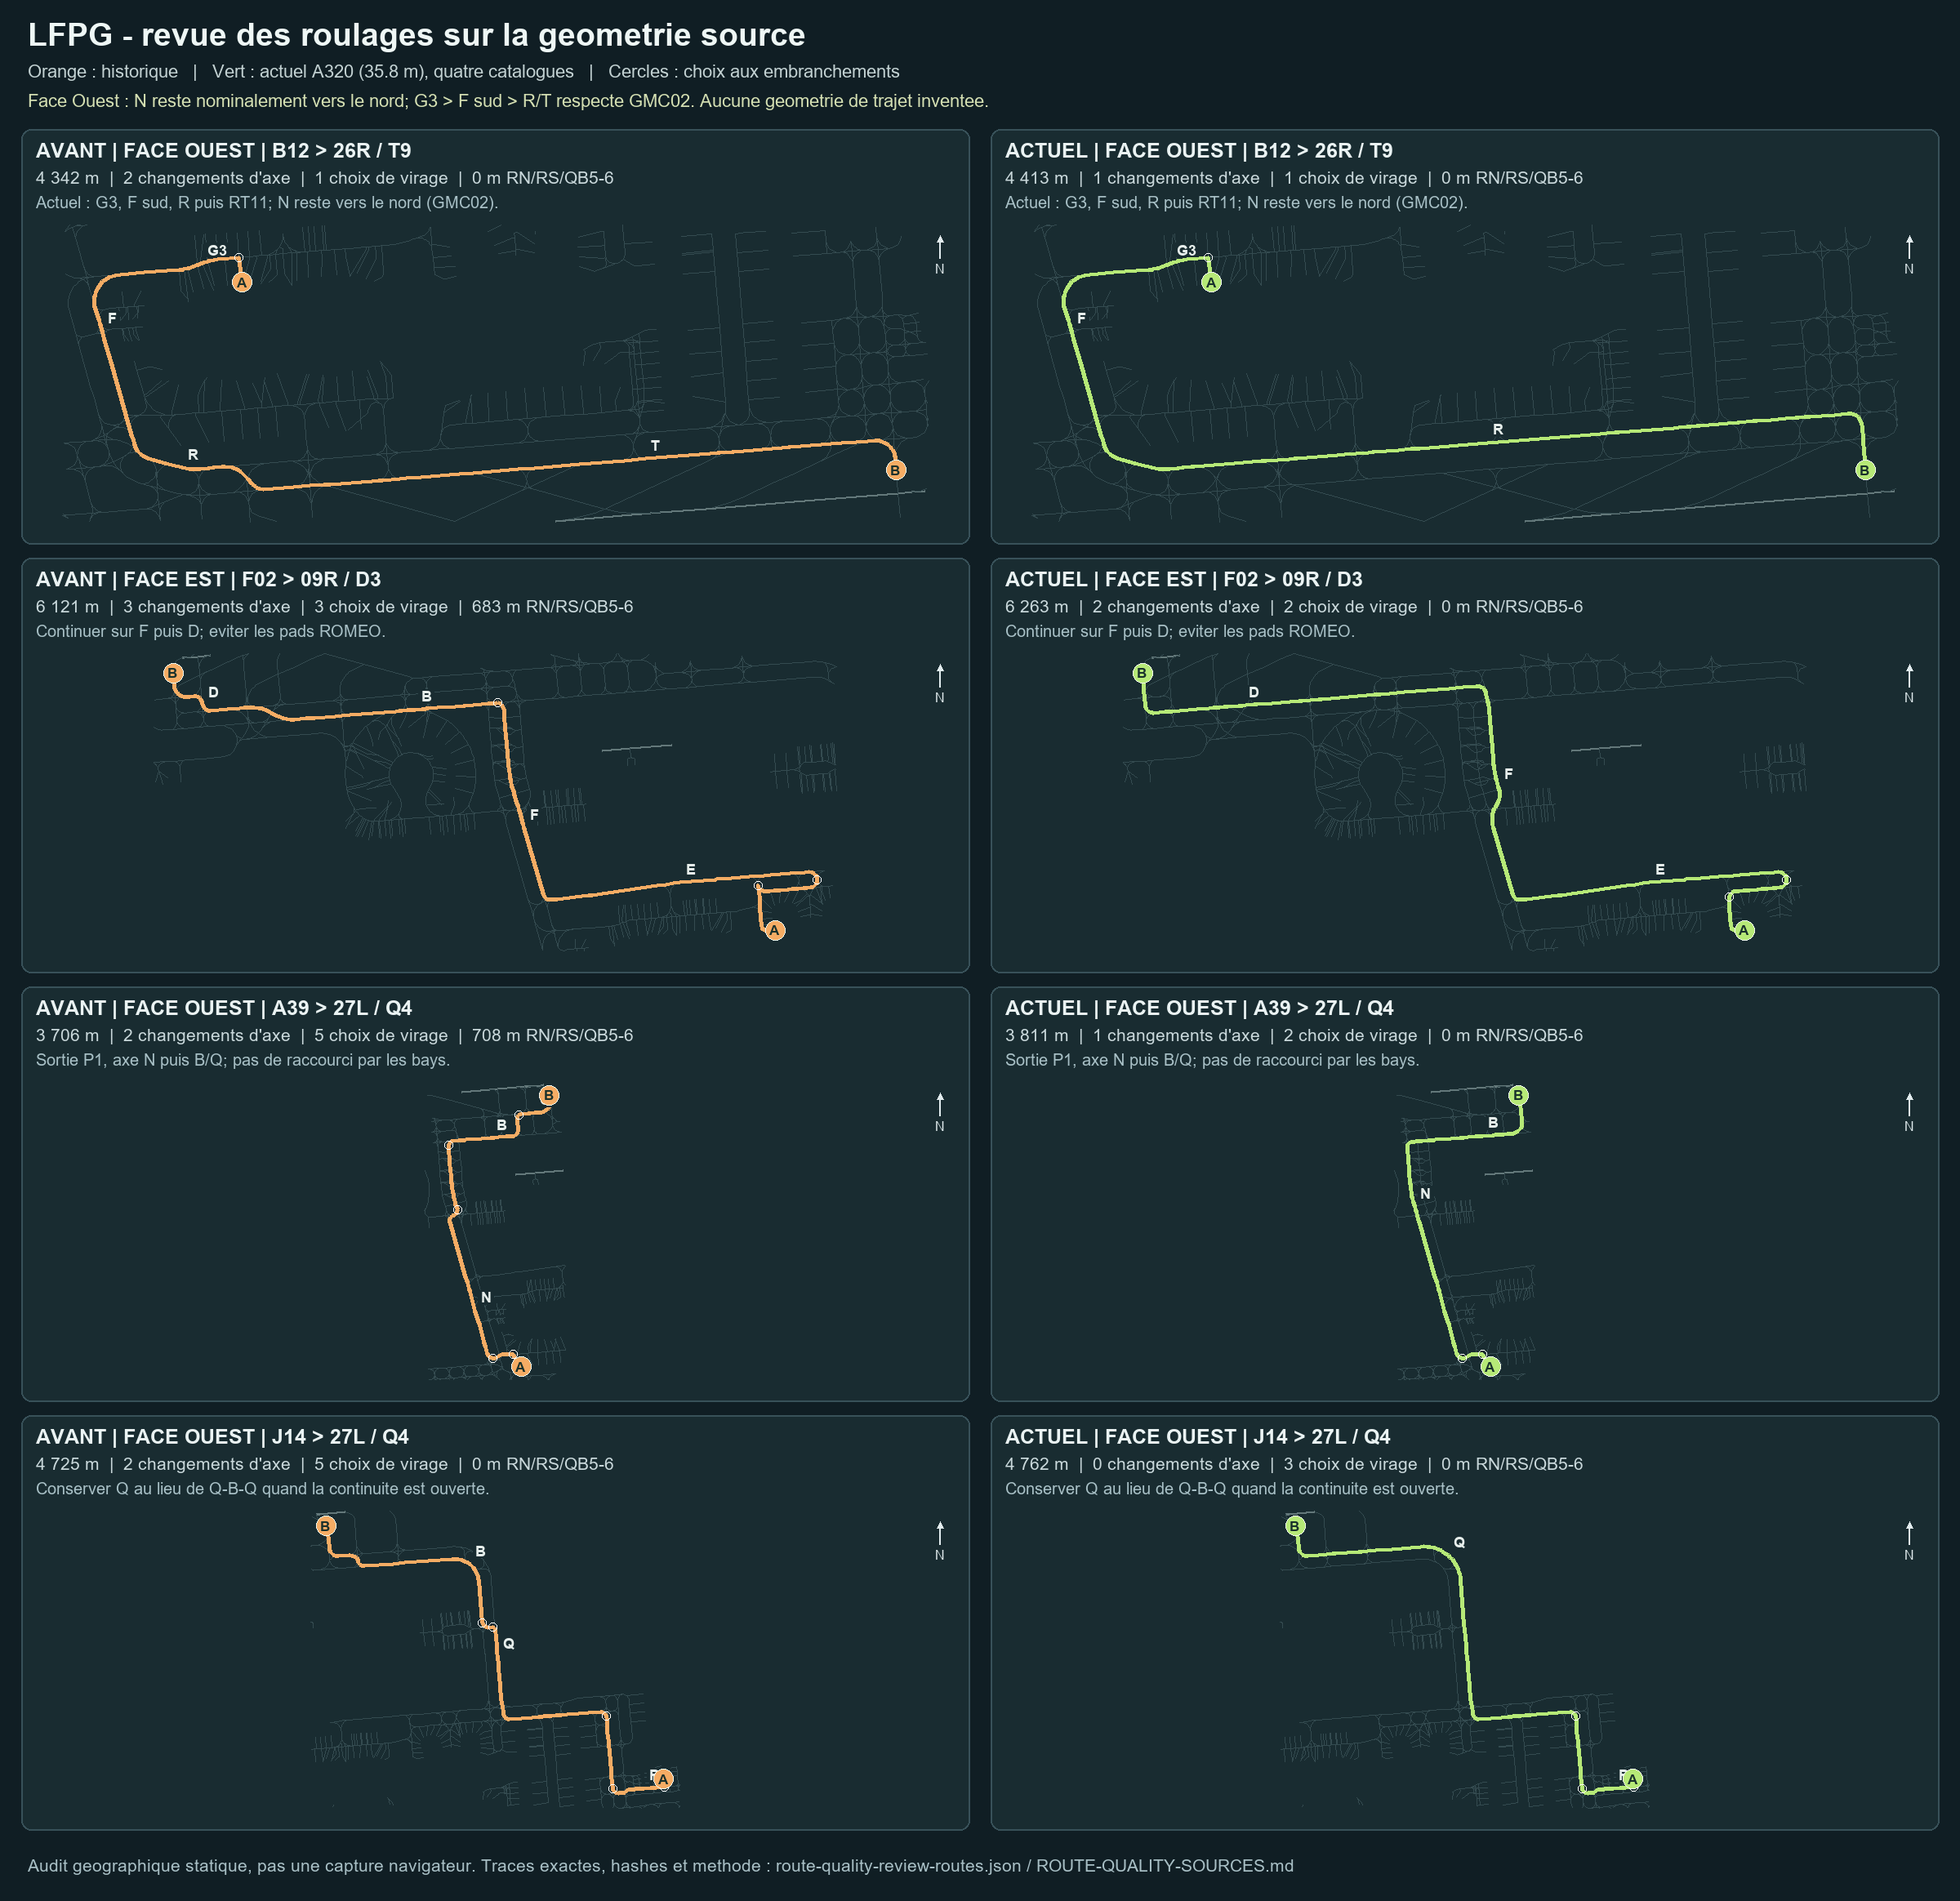 LFPG - revue des roulages sur la geometrie source
Orange : historique | Vert : actuel A320 (35.8 m), quatre catalogues | Cercles : choix aux embranchements
Face Ouest : N reste nominalement vers le nord; G3 > F sud > R/T respecte GMC02. Aucune geometrie de trajet inventee.
AVANT | FACE OUEST | B12 > 26R / T9
4 342 m | 2 changements d'axe | 1 choix de virage | 0 m RN/RS/QB5-6
Actuel : G3, F sud, R puis RT11; N reste vers le nord (GMC02).
G3
A
N
F
T
R
B
ACTUEL | FACE OUEST | B12 > 26R / T9
4 413 m | 1 changements d'axe | 1 choix de virage | 0 m RN/RS/QB5-6
Actuel : G3, F sud, R puis RT11; N reste vers le nord (GMC02).
G3
A
N
F
R
B
AVANT | FACE EST | F02 > 09R / D3
6 121 m | 3 changements d'axe | 3 choix de virage | 683 m RN/RS/QB5-6
Continuer sur F puis D; eviter les pads ROMEO.
B
D
B
N
F
E
A
ACTUEL | FACE EST | F02 > 09R / D3
6 263 m | 2 changements d'axe | 2 choix de virage | 0 m RN/RS/QB5-6
Continuer sur F puis D; eviter les pads ROMEO.
B
D
N
F
E
A
AVANT | FACE OUEST | A39 > 27L / Q4
3 706 m | 2 changements d'axe | 5 choix de virage | 708 m RN/RS/QB5-6
Sortie P1, axe N puis B/Q; pas de raccourci par les bays.
B
B
N
N
A
ACTUEL | FACE OUEST | A39 > 27L / Q4
3 811 m | 1 changements d'axe | 2 choix de virage | 0 m RN/RS/QB5-6
Sortie P1, axe N puis B/Q; pas de raccourci par les bays.
B
B
N
N
A
AVANT | FACE OUEST | J14 > 27L / Q4
4 725 m | 2 changements d'axe | 5 choix de virage | 0 m RN/RS/QB5-6
Conserver Q au lieu de Q-B-Q quand la continuite est ouverte.
B
B
N
Q
A
ACTUEL | FACE OUEST | J14 > 27L / Q4
4 762 m | 0 changements d'axe | 3 choix de virage | 0 m RN/RS/QB5-6
Conserver Q au lieu de Q-B-Q quand la continuite est ouverte.
B
Q
N
A
Audit geographique statique, pas une capture navigateur. Traces exactes, hashes et methode : route-quality-review-routes.json / ROUTE-QUALITY-SOURCES.md